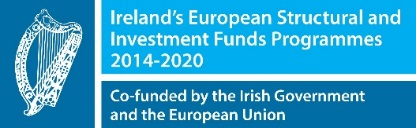 Ireland's European Structural and
Investment Funds Programmes
2014-2020
Co-funded by the Irish Government
and the European Union